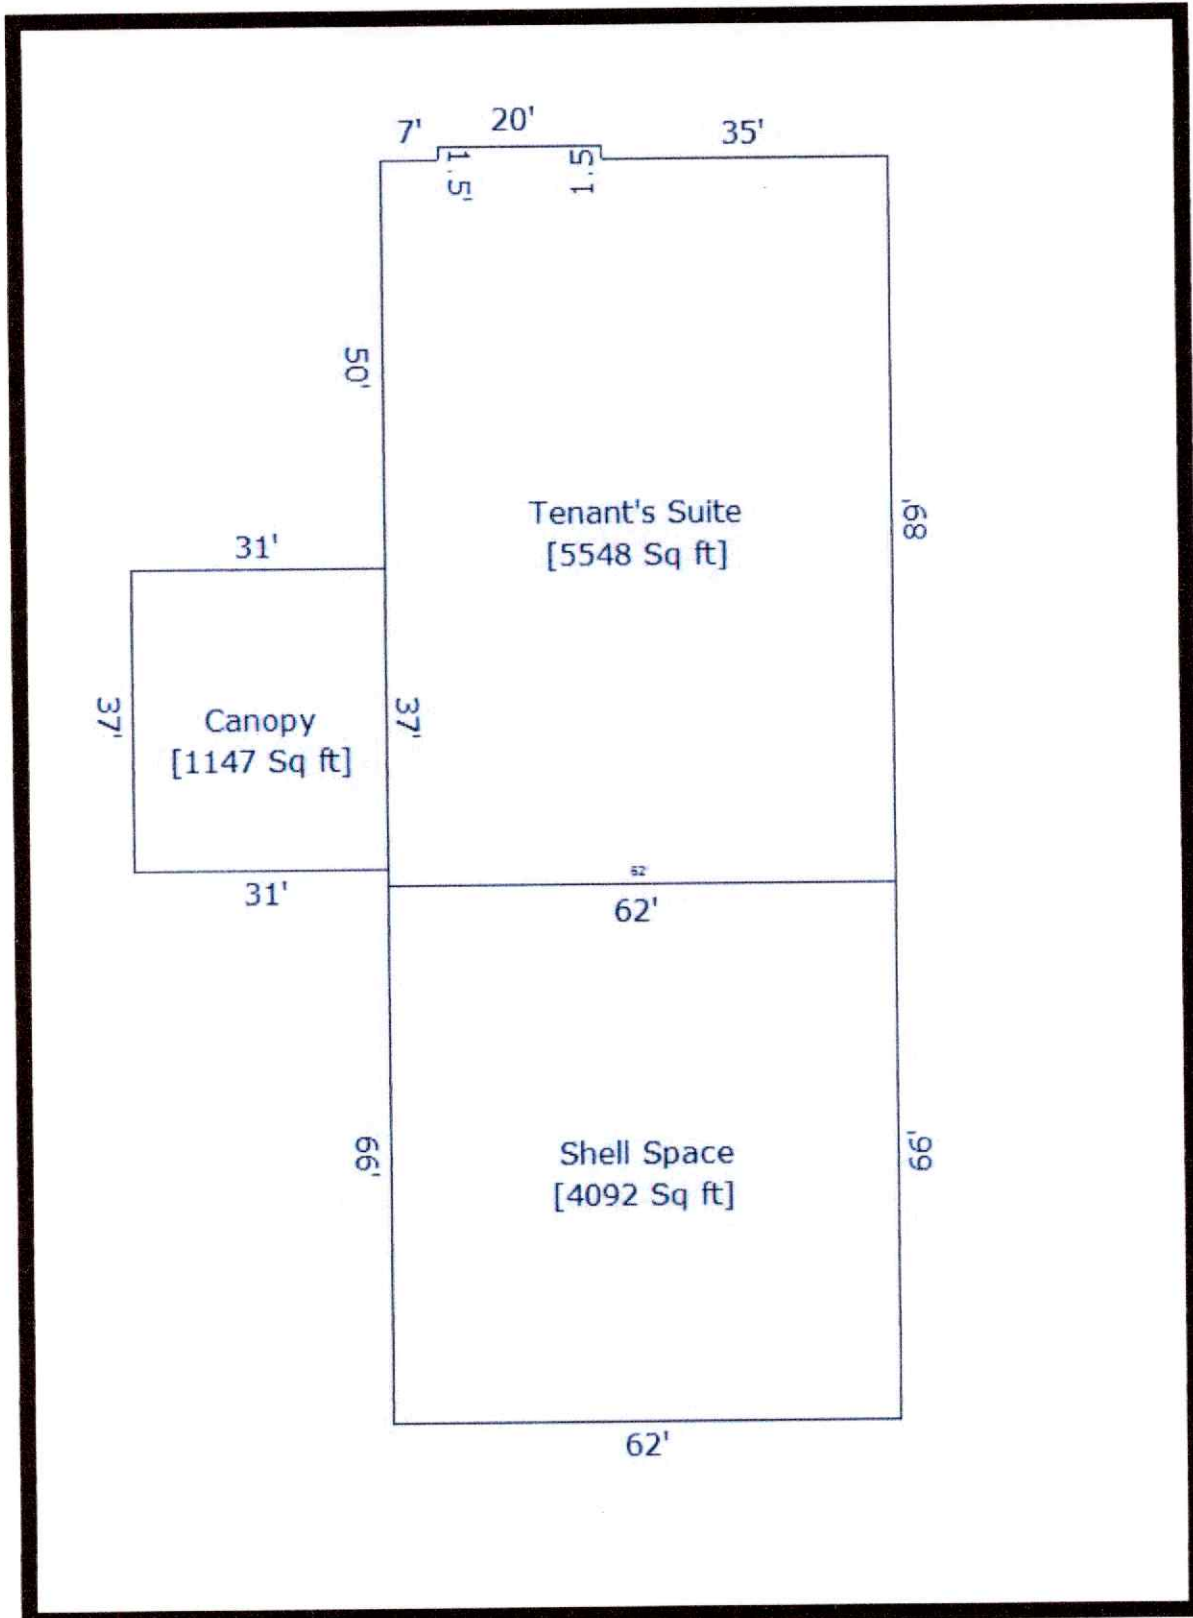 7'
20'
35'
1.5'
1.5'
50'
Tenant's Suite
[5548 Sq ft]
89'
31'
37'
Canopy
[1147 Sq ft]
37'
31'
62'
62'
66'
Shell Space
[4092 Sq ft]
66'
62'